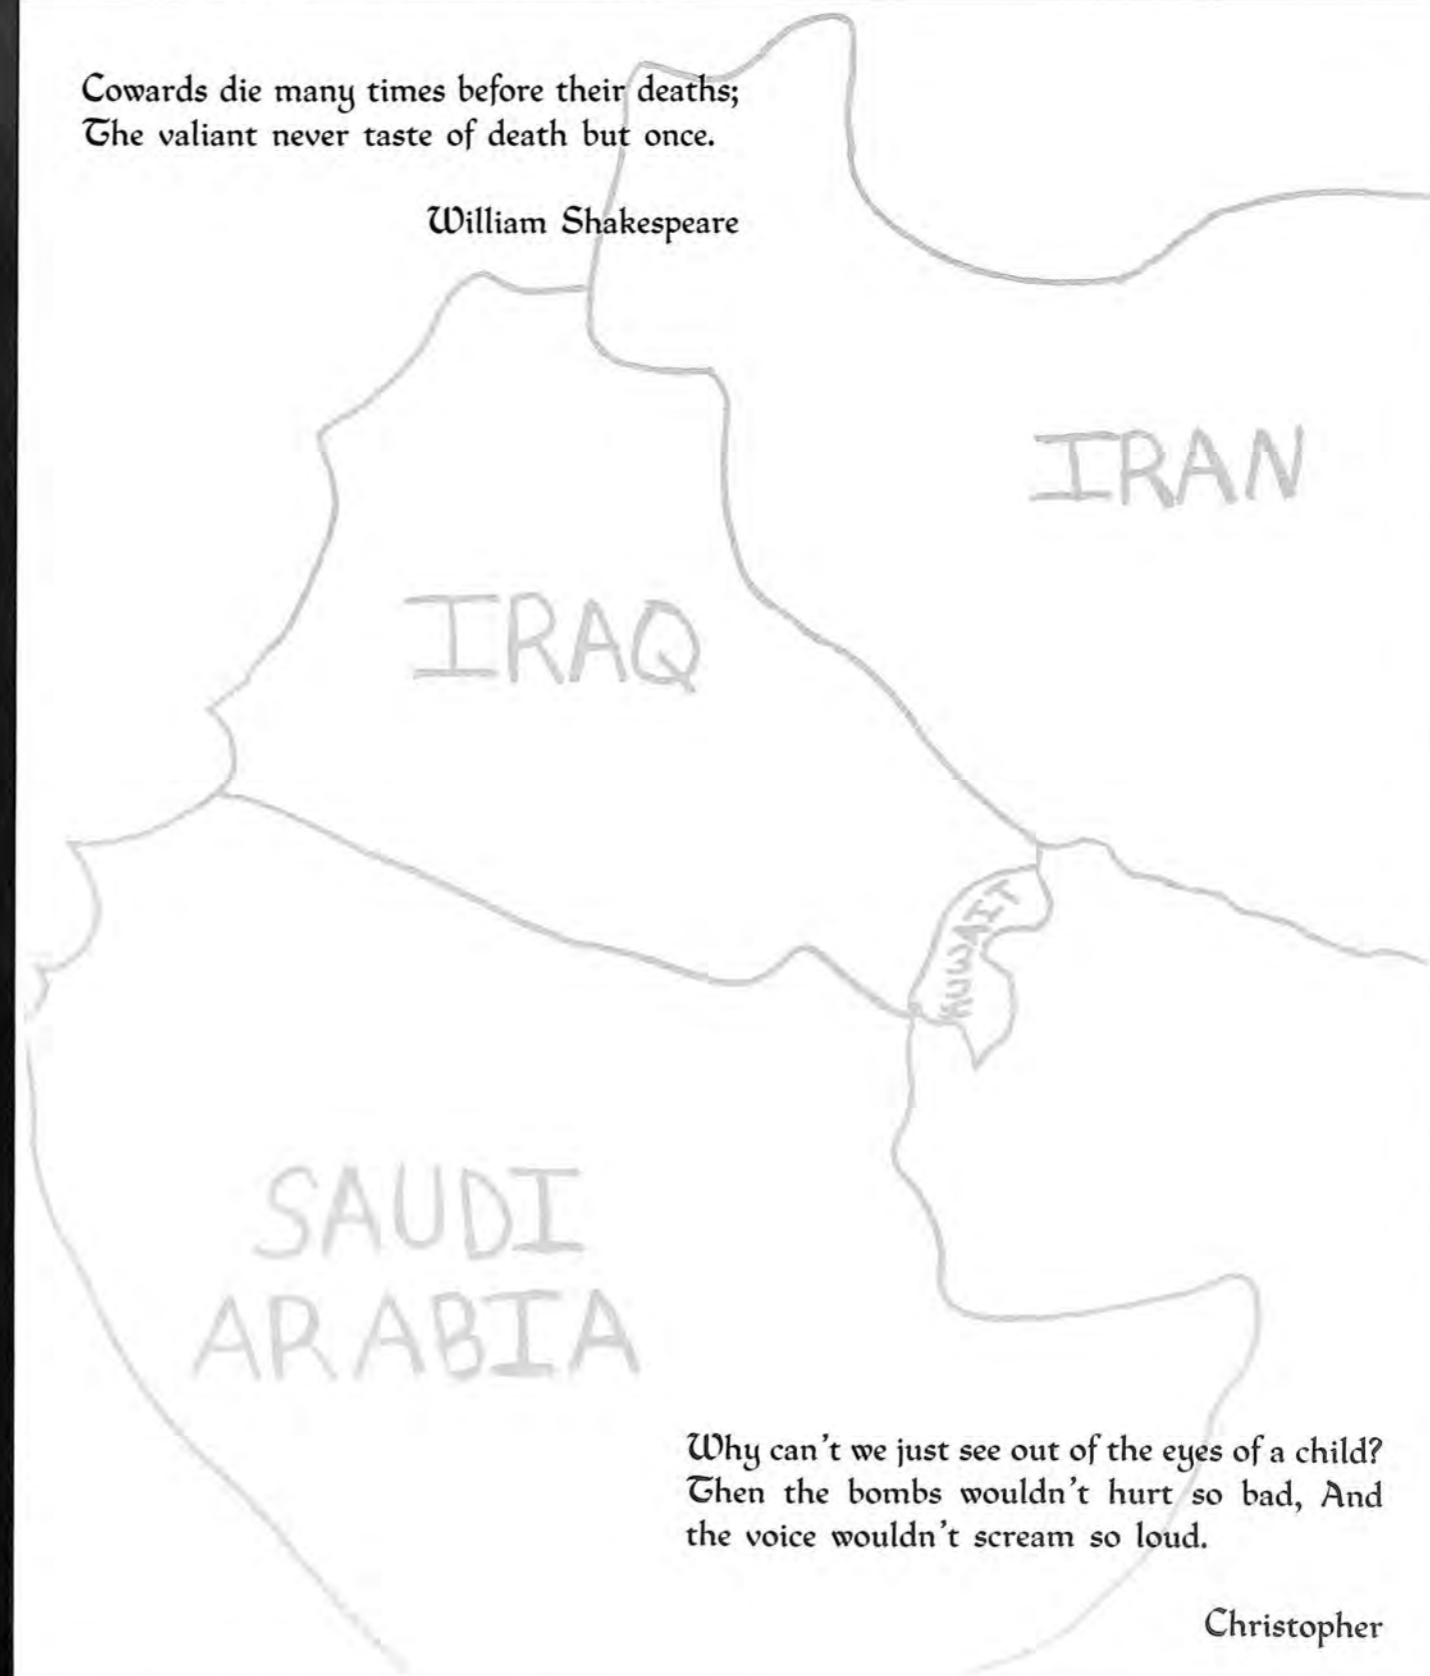 Cowards die many times before their deaths;
The valiant never taste of death but once.
William Shakespeare
IRAN
IRAQ
KUWAIT
SAUDI
ARABIA
Why can't we just see out of the eyes of a child?
Then the bombs wouldn't hurt so bad, And
the voice wouldn't scream so loud.
Christopher